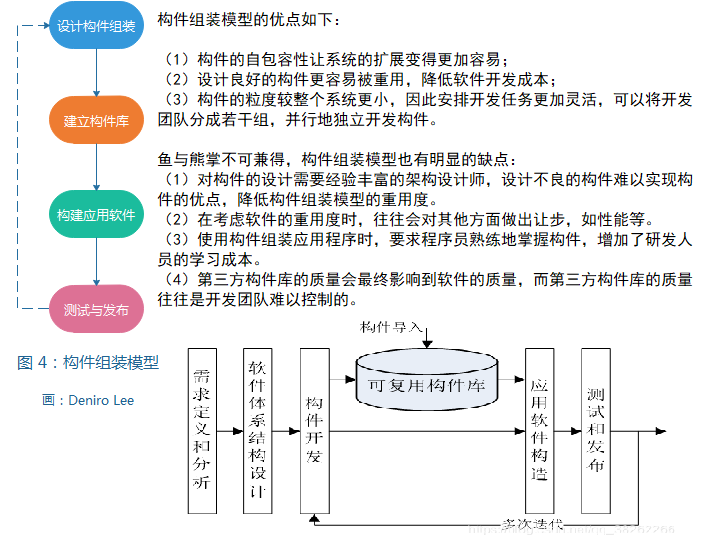 设计构件组装
建立构件库
构建应用软件
测试与发布
图 4：构件组装模型
画：Deniro Lee
构件组装模型的优点如下：
（1）构件的自包容性让系统的扩展变得更加容易；
（2）设计良好的构件更容易被重用，降低软件开发成本；
（3）构件的粒度较整个系统更小，因此安排开发任务更加灵活，可以将开发
团队分成若干组，并行地独立开发构件。
鱼与熊掌不可兼得，构件组装模型也有明显的缺点：
（1）对构件的设计需要经验丰富的架构设计师，设计不良的构件难以实现构
件的优点，降低构件组装模型的重用度。
（2）在考虑软件的重用度时，往往会对其他方面做出让步，如性能等。
（3）使用构件组装应用程序时，要求程序员熟练地掌握构件，增加了研发人
员的学习成本。
（4）第三方构件库的质量会最终影响到软件的质量，而第三方构件库的质量
往往是开发团队难以控制的。
构件导入
需求定义和分析
软件体系结构设计
构件开发
可复用构件库
应用软件构造
测试和发布
多次迭代